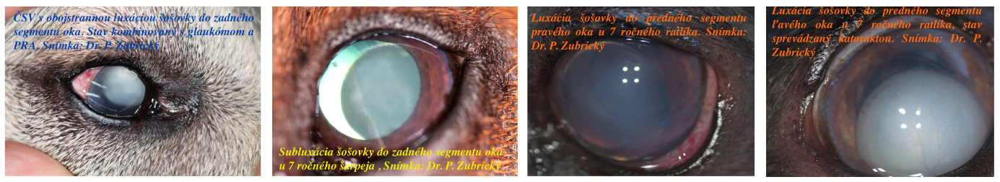 ČSV s obojstrannou luxáciou šošovky do zadného
segmentu oka. Stav kombinovaný s glaukómom a
PRA. Snímka: Dr. P. Zubrický
Subluxácia šošovky do zadného segmentu oka
u 7 ročného šarpeja , Snímka: Dr. P. Zubrický
Luxácia šošovky do predného segmentu
pravého oka u 7 ročného ratlíka. Snímka:
Dr. P. Zubrický
Luxácia šošovky do predného segmentu
ľavého oka u 7 ročného ratlíka, stav
sprevádzaný kataraktou. Snímka: Dr. P.
Zubrický